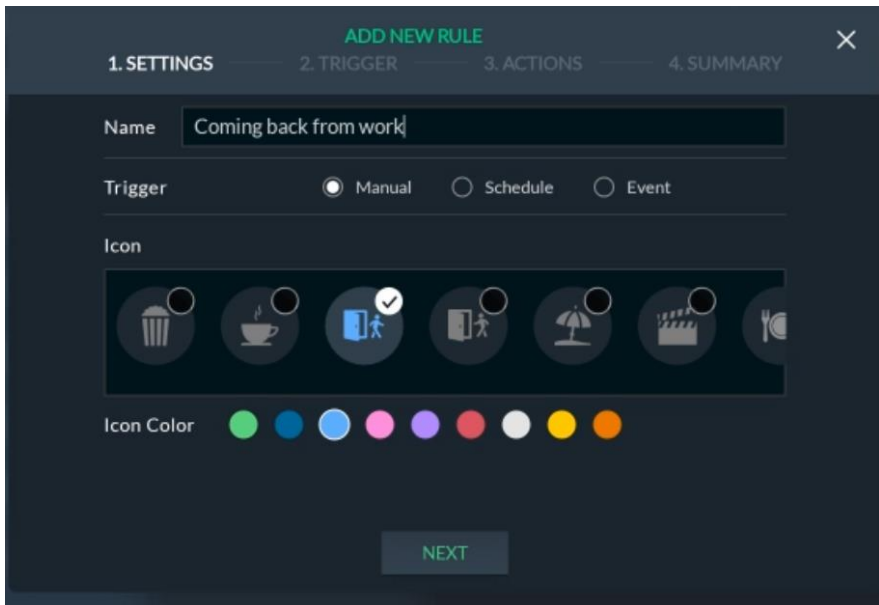 ADD NEW RULE
1. SETTINGS 2. TRIGGER 3. ACTIONS 4. SUMMARY
Name Coming back from work
Trigger Manual Schedule Event
Icon
Icon Color
NEXT